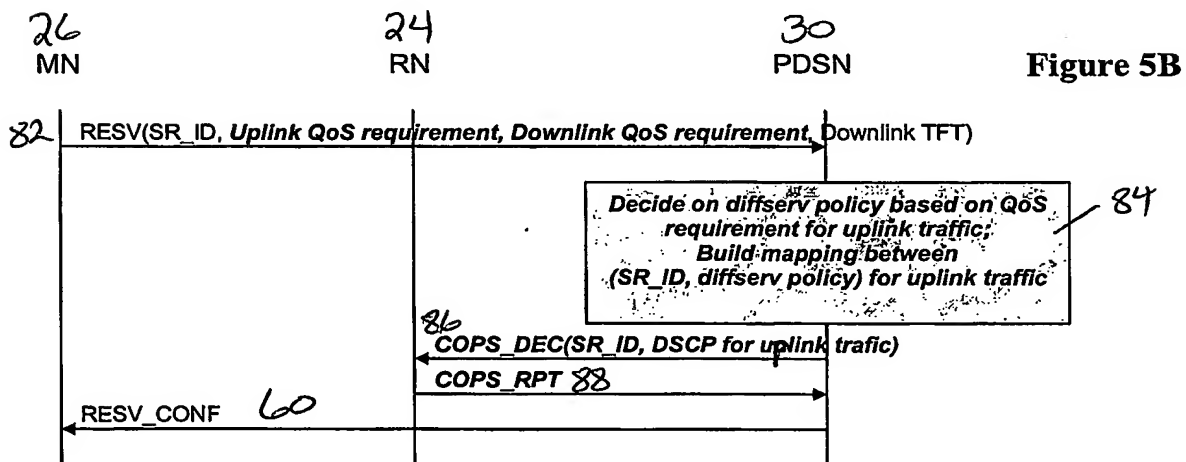 26 24 30
MN RN PDSN Figure 5B
82 RESV(SR_ID, Uplink QoS requirement, Downlink QoS requirement, Downlink TFT)
Decide on diffserv policy based on QoS 84
requirement for uplink traffic;
Build mapping between
(SR_ID, diffserv policy) for uplink traffic
86
COPS_DEC(SR_ID, DSCP for uplink trafic)
COPS_RPT 88
RESV_CONF 60